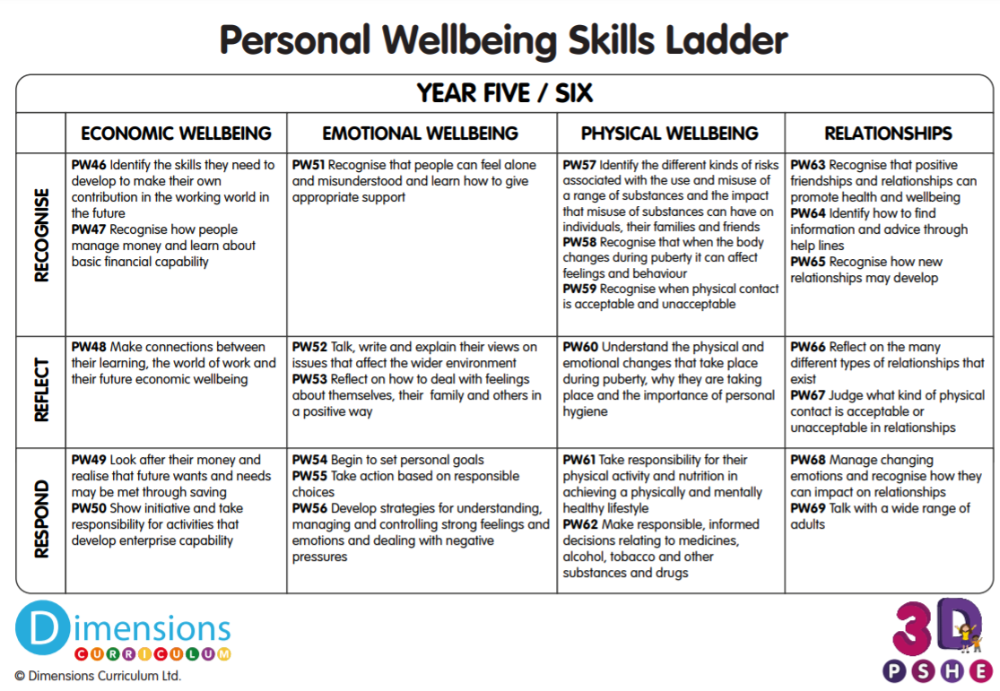 Personal Wellbeing Skills Ladder
YEAR FIVE / SIX
ECONOMIC WELLBEING
EMOTIONAL WELLBEING
PHYSICAL WELLBEING
RELATIONSHIPS
RECOGNISE
PW46 Identify the skills they need to
develop to make their own
contribution in the working world in
the future
PW47 Recognise how people
manage money and learn about
basic financial capability
PW51 Recognise that people can feel alone
and misunderstood and learn how to give
appropriate support
PW57 Identify the different kinds of risks
associated with the use and misuse of
a range of substances and the impact
that misuse of substances can have on
individuals, their families and friends
PW58 Recognise that when the body
changes during puberty it can affect
feelings and behaviour
PW59 Recognise when physical contact
is acceptable and unacceptable
PW63 Recognise that positive
friendships and relationships can
promote health and wellbeing
PW64 Identify how to find
information and advice through
help lines
PW65 Recognise how new
relationships may develop
REFLECT
PW48 Make connections between
their learning, the world of work and
their future economic wellbeing
PW52 Talk, write and explain their views on
issues that affect the wider environment
PW53 Reflect on how to deal with feelings
about themselves, their family and others in
a positive way
PW60 Understand the physical and
emotional changes that take place
during puberty, why they are taking
place and the importance of personal
hygiene
PW66 Reflect on the many
different types of relationships that
exist
PW67 Judge what kind of physical
contact is acceptable or
unacceptable in relationships
RESPOND
PW49 Look after their money and
realise that future wants and needs
may be met through saving
PW50 Show initiative and take
responsibility for activities that
develop enterprise capability
PW54 Begin to set personal goals
PW55 Take action based on responsible
choices
PW56 Develop strategies for understanding,
managing and controlling strong feelings and
emotions and dealing with negative
pressures
PW61 Take responsibility for their
physical activity and nutrition in
achieving a physically and mentally
healthy lifestyle
PW62 Make responsible, informed
decisions relating to medicines,
alcohol, tobacco and other
substances and drugs
PW68 Manage changing
emotions and recognise how they
can impact on relationships
PW69 Talk with a wide range of
adults
Dimensions
CURRICULUM
© Dimensions Curriculum Ltd.
3D
PSHE